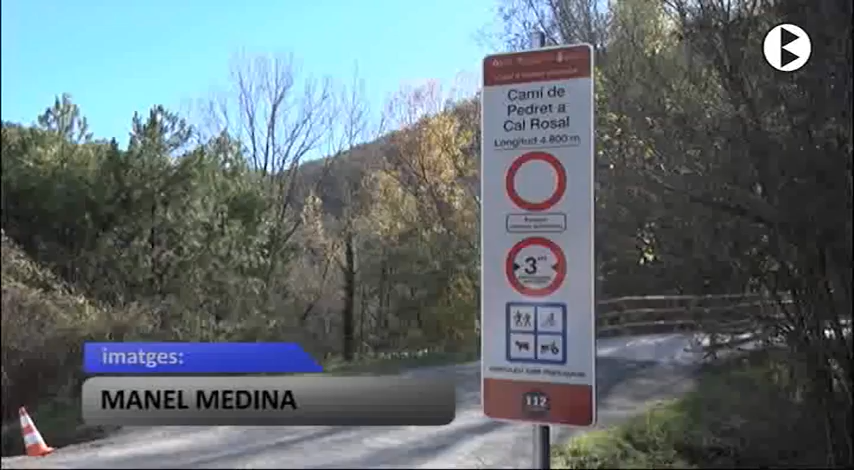 Camí de
Pedret a
Cal Rosal
Longitud 4.800 m
3
112
imatges:
MANEL MEDINA